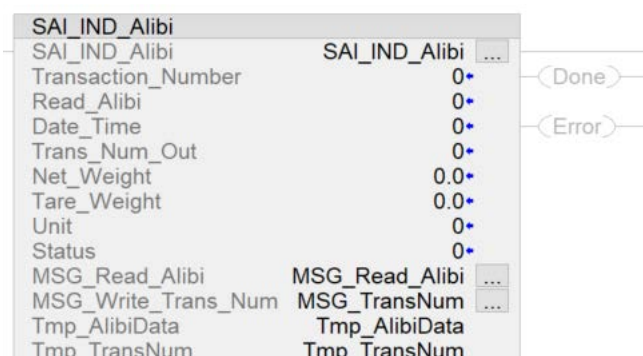 SAI_IND_Alibi
SAI_IND_Alibi SAI_IND_Alibi ...
Transaction_Number 0
Read_Alibi 0
Date_Time 0
Trans_Num_Out 0
Net_Weight 0.0
Tare_Weight 0.0
Unit 0
Status 0
MSG_Read_Alibi MSG_Read_Alibi ...
MSG_Write_Trans_Num MSG_TransNum ...
Tmp_AlibiData Tmp_AlibiData
Tmp_TransNum Tmp_TransNum
Done
Error